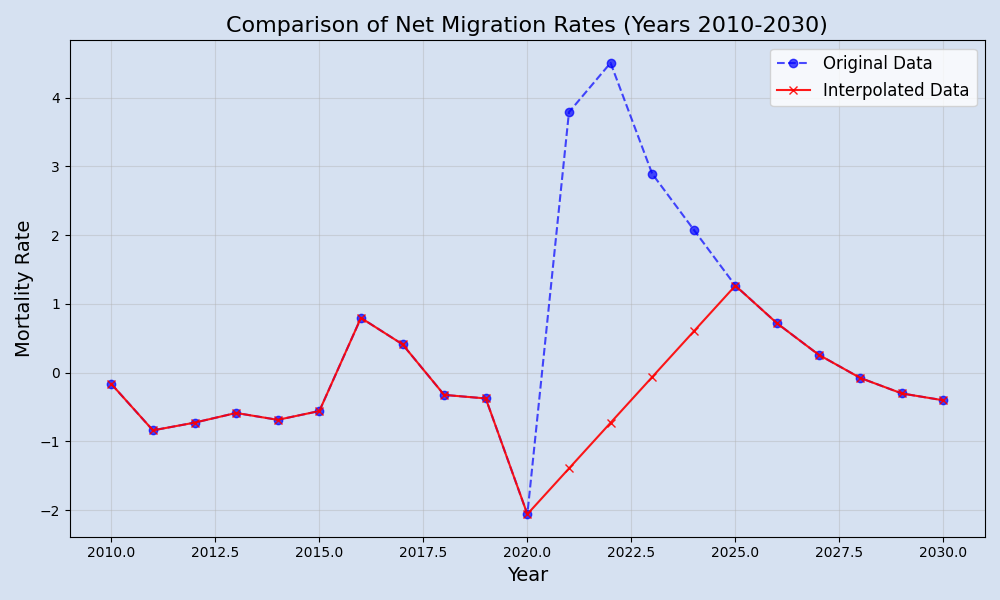 Comparison of Net Migration Rates (Years 2010-2030)
Original Data
Interpolated Data
Mortality Rate
4
3
2
1
0
−1
−2
2010.0 2012.5 2015.0 2017.5 2020.0 2022.5 2025.0 2027.5 2030.0
Year